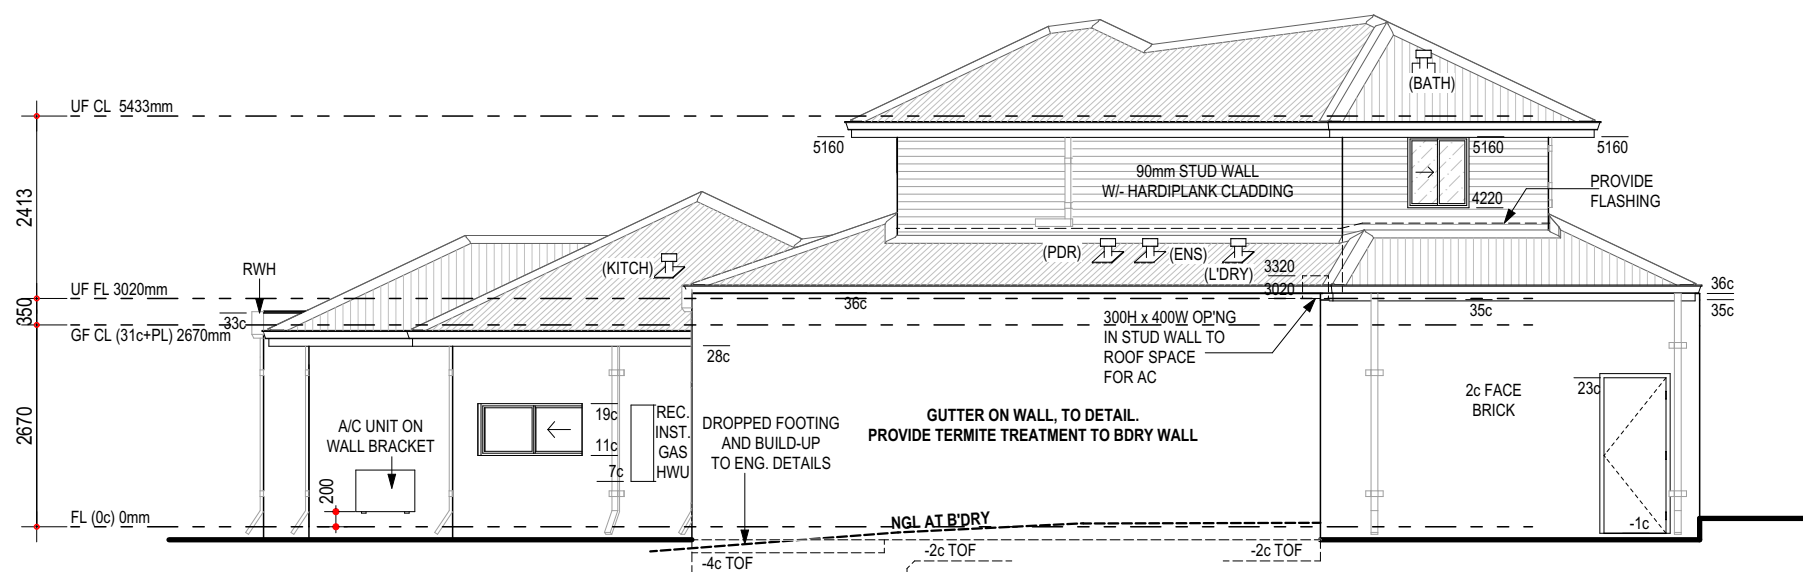 (BATH)
UF CL 5433mm
5160
5160
5160
90mm STUD WALL
W/- HARDIPLANK CLADDING
PROVIDE
FLASHING
4220
2413
(KITCH)
(PDR)
(ENS)
(L'DRY)
3320
3020
RWH
UF FL 3020mm
350
33c
36c
36c
35c
35c
GF CL (31c+PL) 2670mm
28c
300H x 400W OP'NG
IN STUD WALL TO
ROOF SPACE
FOR AC
2670
A/C UNIT ON
WALL BRACKET
200
19c
11c
7c
REC.
INST.
GAS
HWU
DROPPED FOOTING
AND BUILD-UP
TO ENG. DETAILS
GUTTER ON WALL, TO DETAIL.
PROVIDE TERMITE TREATMENT TO BDRY WALL
2c FACE
BRICK
23c
FL (0c) 0mm
NGL AT B'DRY
-1c
-4c TOF
-2c TOF
-2c TOF